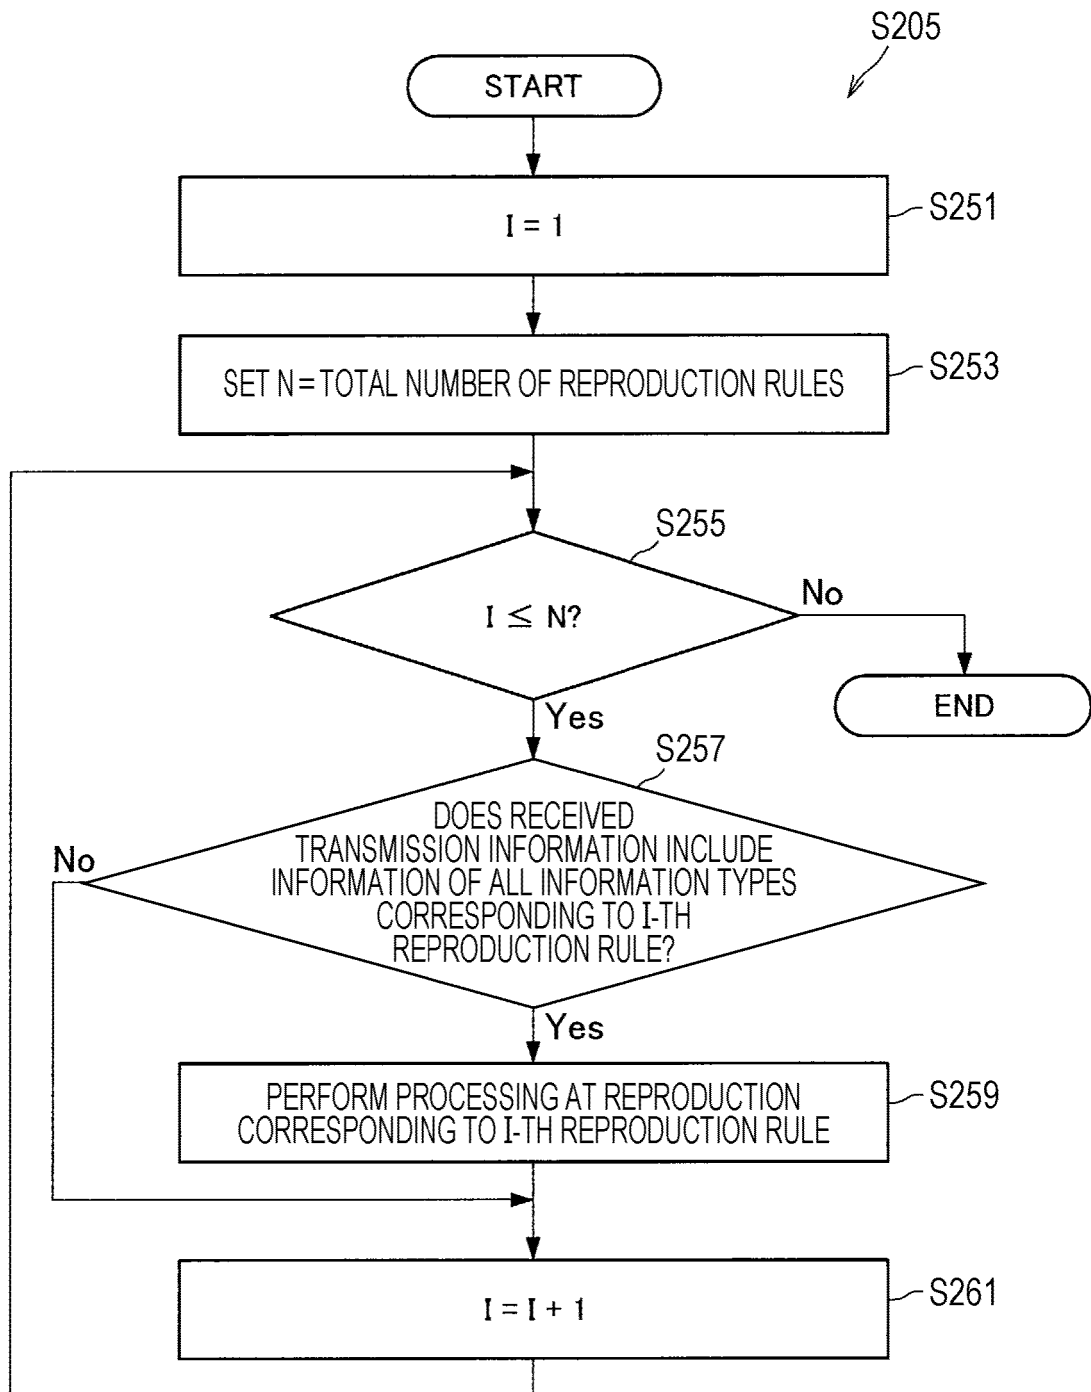 S205
START
I = 1
S251
SET N = TOTAL NUMBER OF REPRODUCTION RULES
S253
S255
I ≦ N?
No
END
Yes
S257
DOES RECEIVED
TRANSMISSION INFORMATION INCLUDE
INFORMATION OF ALL INFORMATION TYPES
CORRESPONDING TO I-TH
REPRODUCTION RULE?
No
Yes
PERFORM PROCESSING AT REPRODUCTION
CORRESPONDING TO I-TH REPRODUCTION RULE
S259
I = I + 1
S261